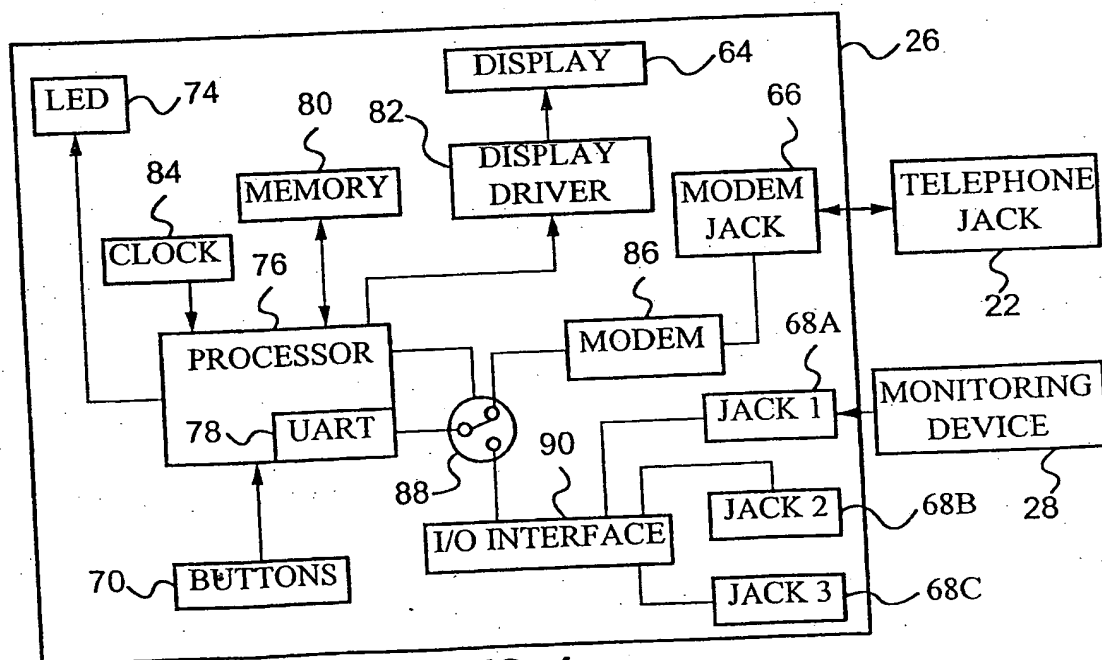 DISPLAY
64
26
LED
74
80
82
DISPLAY
DRIVER
66
84
MEMORY
MODEM
JACK
TELEPHONE
JACK
CLOCK
76
86
22
PROCESSOR
MODEM
68A
JACK 1
MONITORING
DEVICE
78
UART
88
90
JACK 2
68B
28
I/O INTERFACE
70
BUTTONS
JACK 3
68C